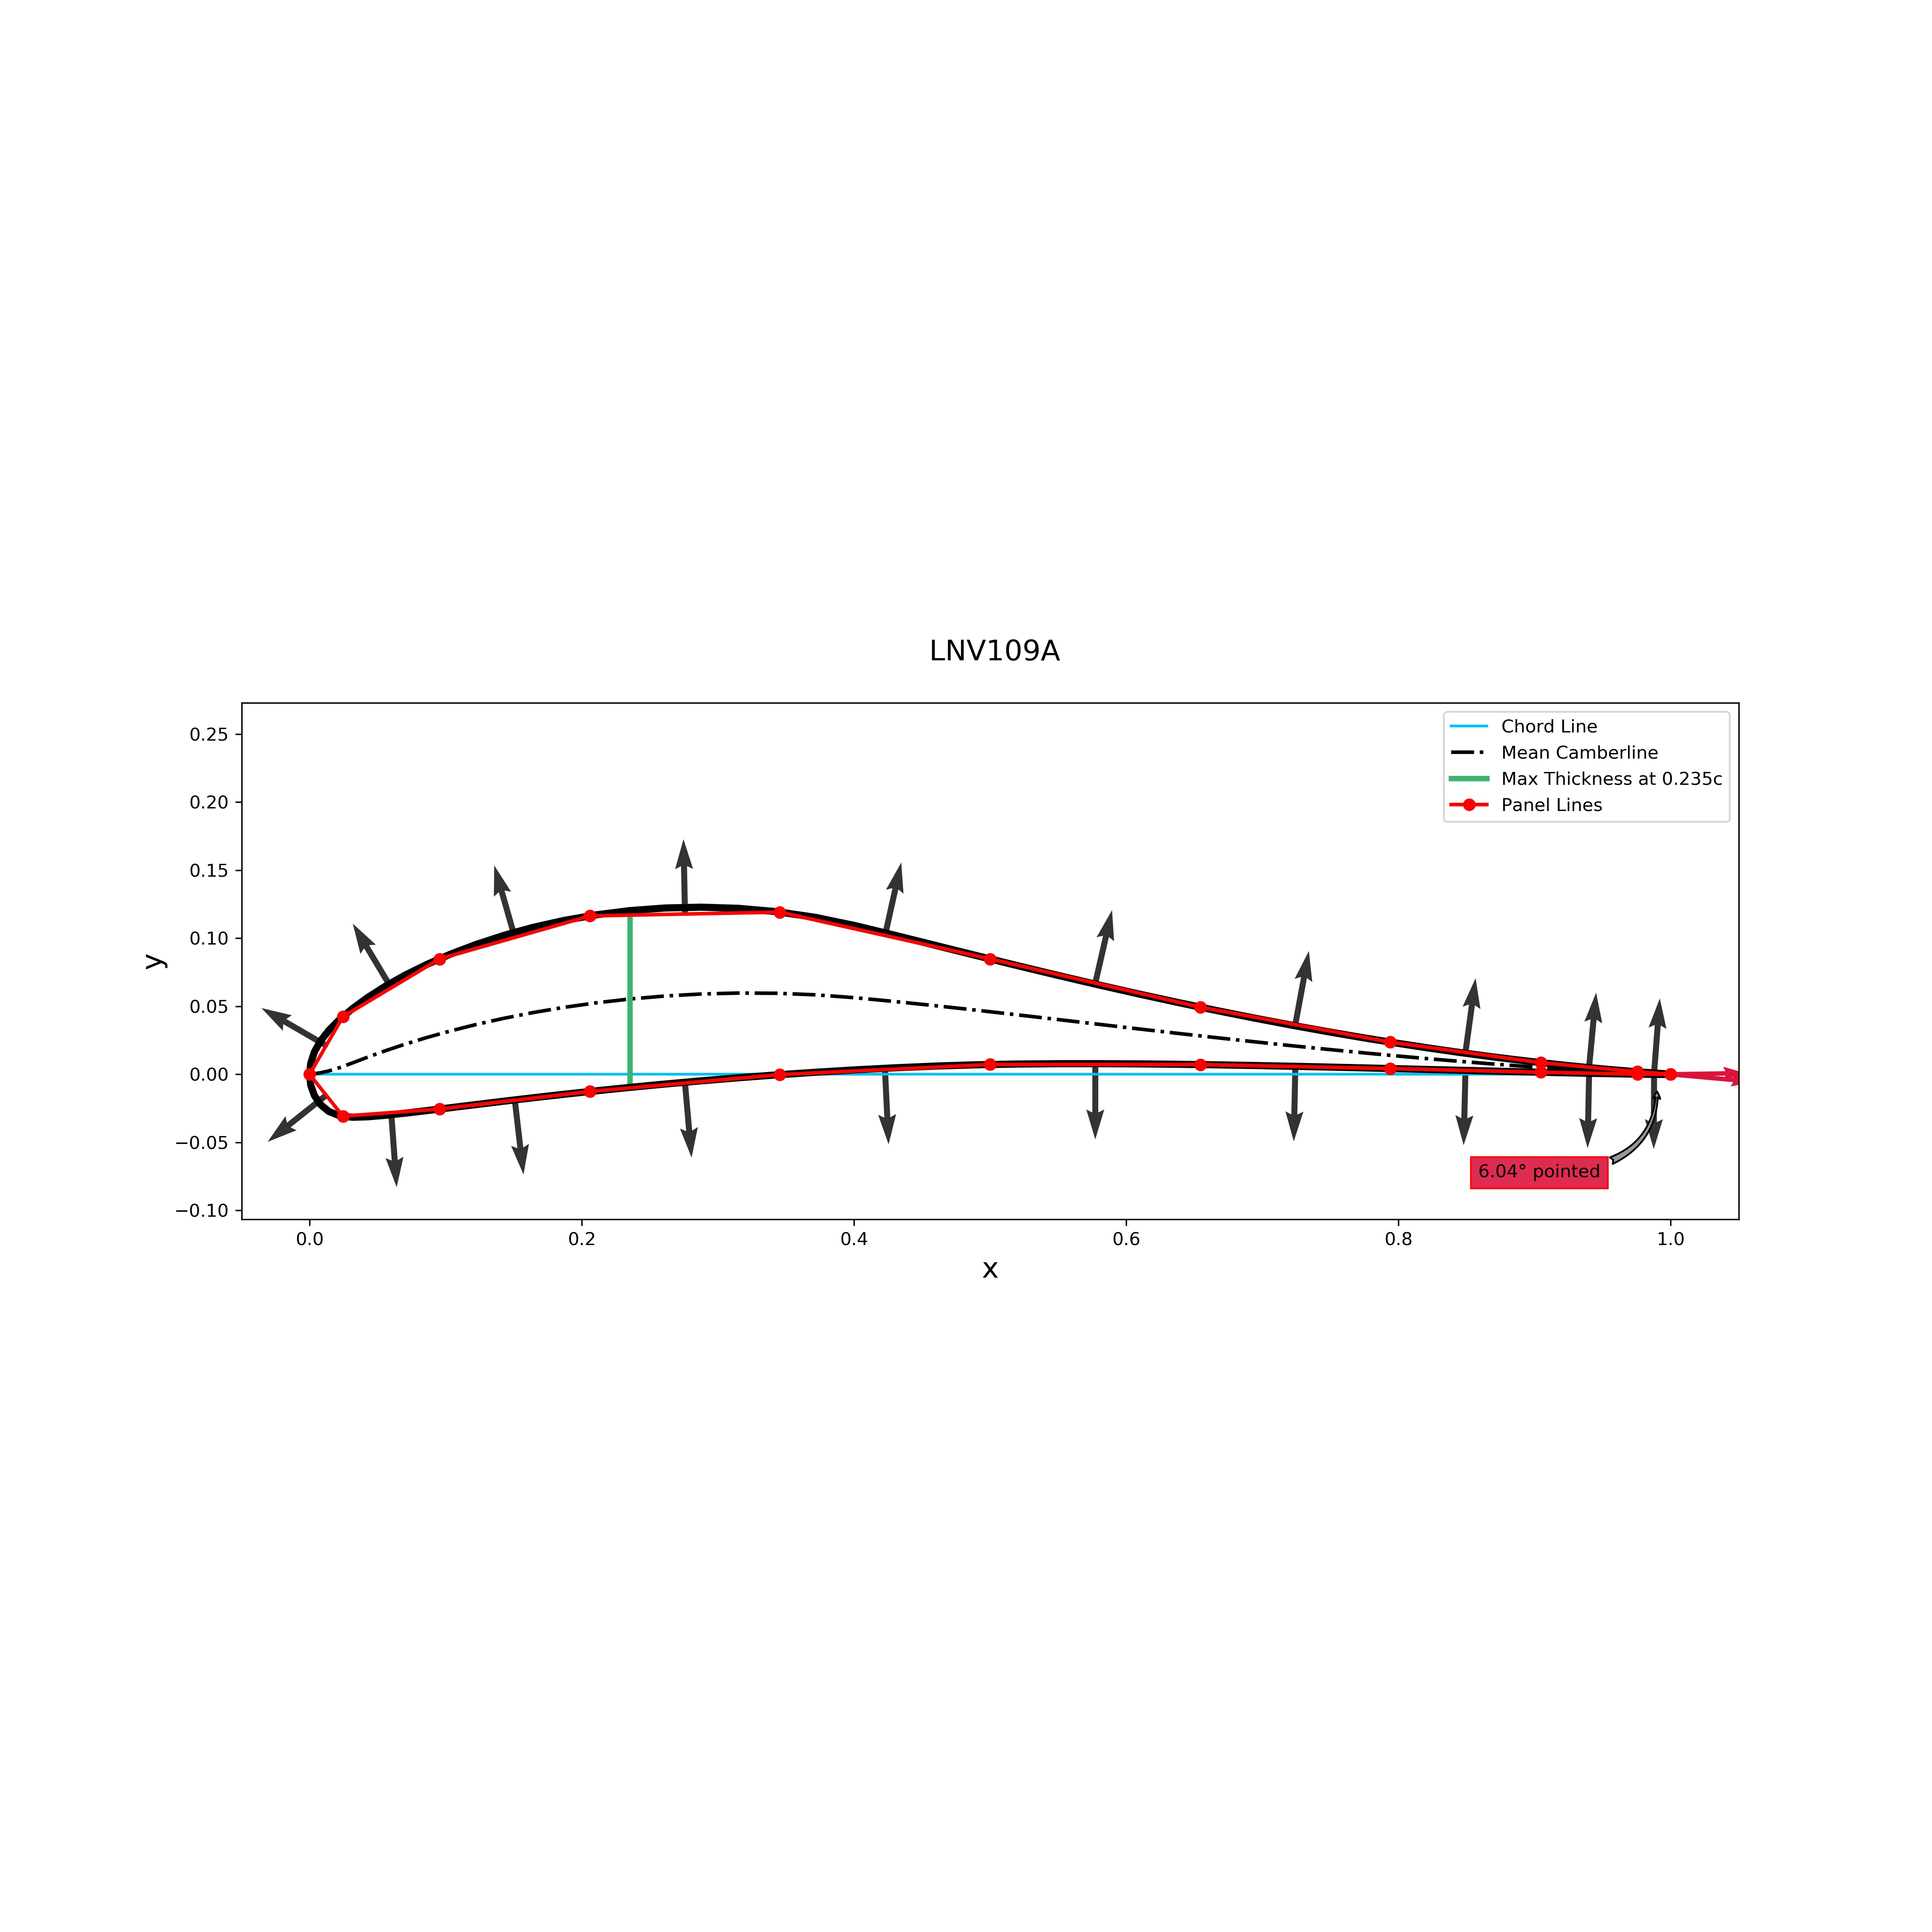 LNV109A
Chord Line
Mean Camberline
Max Thickness at 0.235c
Panel Lines
0.25
0.20
0.15
0.10
0.05
0.00
−0.05
−0.10
y
6.04° pointed
0.0 0.2 0.4 0.6 0.8 1.0
x